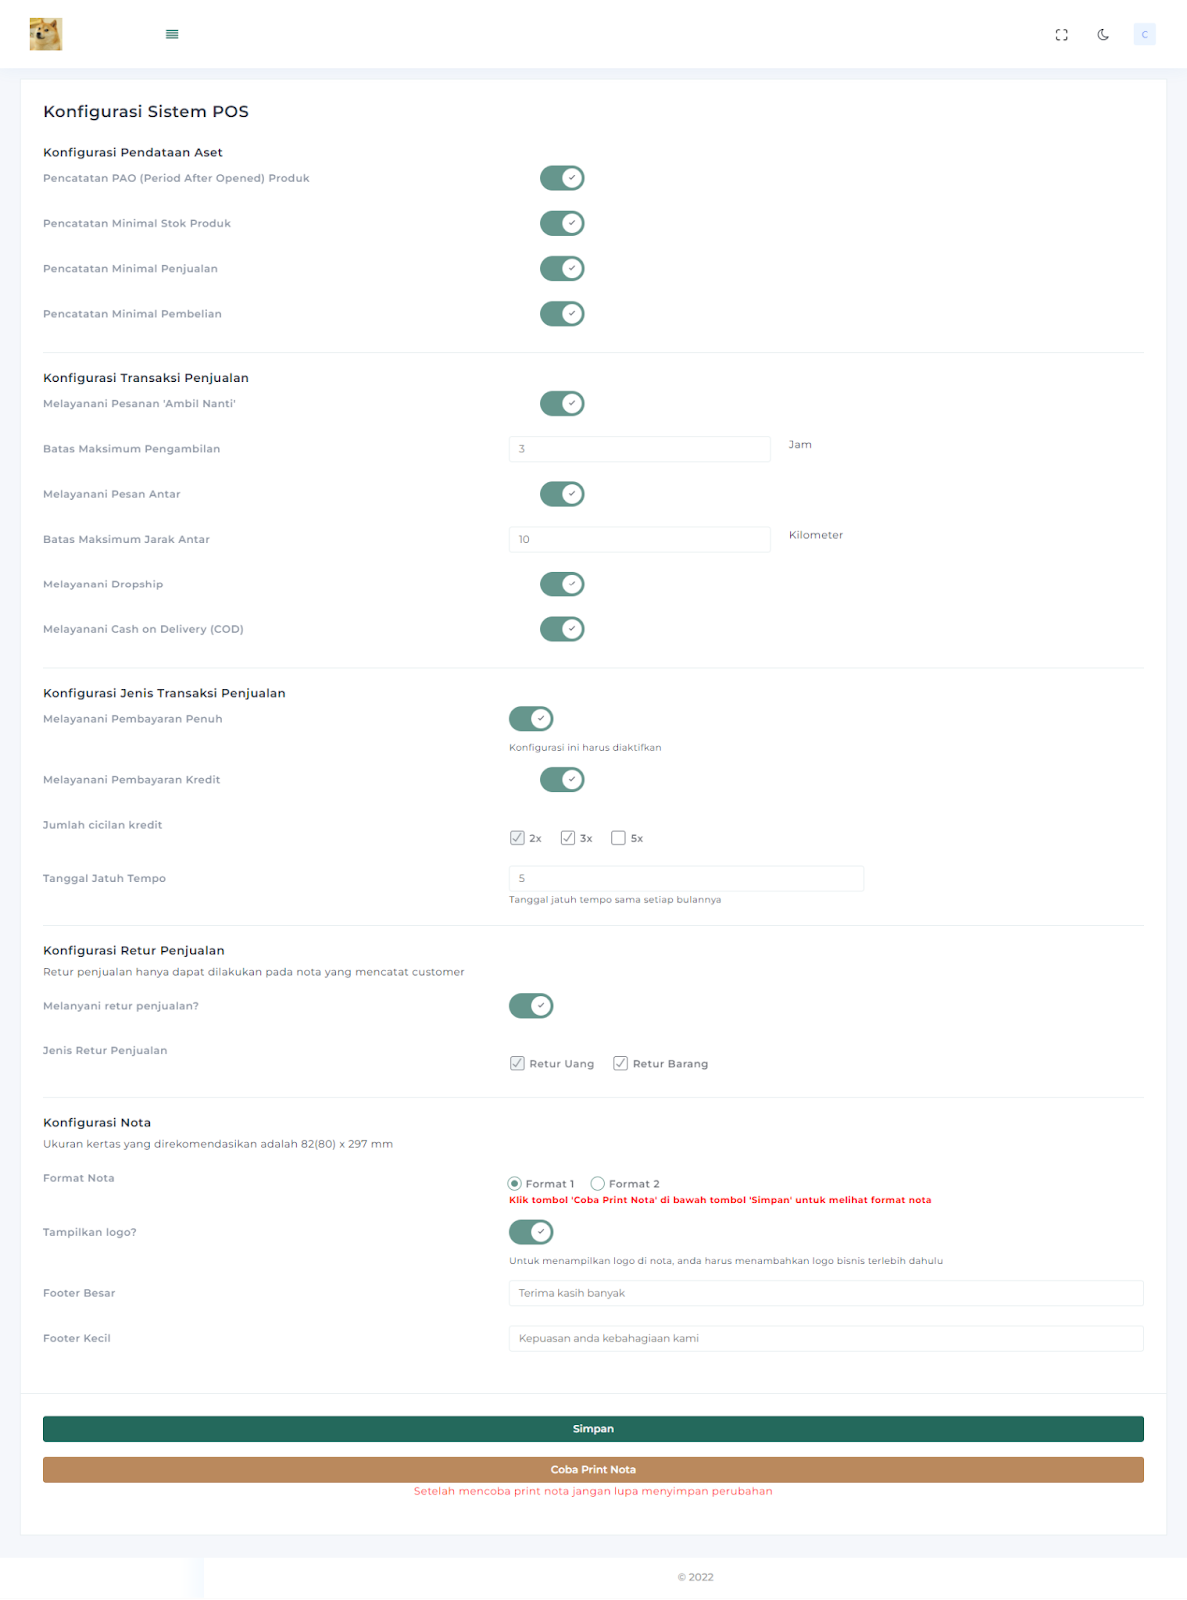 C
Konfigurasi Sistem POS
Konfigurasi Pendataan Aset
Pencatatan PAO (Period After Opened) Produk
Pencatatan Minimal Stok Produk
Pencatatan Minimal Penjualan
Pencatatan Minimal Pembelian
Konfigurasi Transaksi Penjualan
Melayanani Pesanan 'Ambil Nanti'
Batas Maksimum Pengambilan 3 Jam
Melayanani Pesan Antar
Batas Maksimum Jarak Antar 10 Kilometer
Melayanani Dropship
Melayanani Cash on Delivery (COD)
Konfigurasi Jenis Transaksi Penjualan
Melayanani Pembayaran Penuh
Konfigurasi ini harus diaktifkan
Melayanani Pembayaran Kredit
Jumlah cicilan kredit
2x 3x 5x
Tanggal Jatuh Tempo 5
Tanggal jatuh tempo sama setiap bulannya
Konfigurasi Retur Penjualan
Retur penjualan hanya dapat dilakukan pada nota yang mencatat customer
Melanyani retur penjualan?
Jenis Retur Penjualan
Retur Uang Retur Barang
Konfigurasi Nota
Ukuran kertas yang direkomendasikan adalah 82(80) x 297 mm
Format Nota
Format 1 Format 2
Klik tombol 'Coba Print Nota' di bawah tombol 'Simpan' untuk melihat format nota
Tampilkan logo?
Untuk menampilkan logo di nota, anda harus menambahkan logo bisnis terlebih dahulu
Footer Besar Terima kasih banyak
Footer Kecil Kepuasan anda kebahagiaan kami
Simpan
Coba Print Nota
Setelah mencoba print nota jangan lupa menyimpan perubahan
© 2022